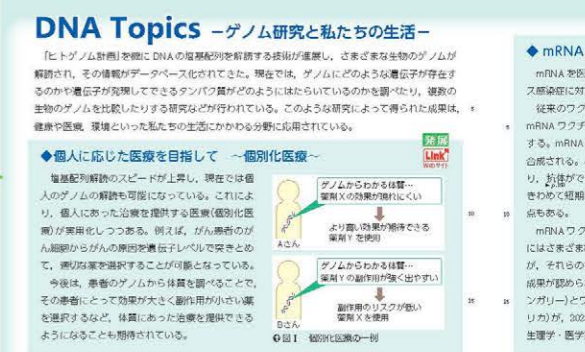 DNA Topics －ゲノム研究と私たちの生活－
「ヒトゲノム計画」を機に DNA の塩基配列を解読する技術が進展し，さまざまな生物のゲノムが
解読され，その情報がデータベース化されてきた。現在では，ゲノムにどのような遺伝子が存在す
るのかや遺伝子が発現してできるタンパク質がどのようにはたらいているのかを調べたり，複数の
生物のゲノムを比較したりする研究などが行われている。このような研究によって得られた成果は，
健康や医療，環境といった私たちの生活にかかわる分野に応用されている。
5
発展
Link
Webサイト
◆個人に応じた医療を目指して ～個別化医療～
塩基配列解読のスピードが上昇し，現在では個
人のゲノムの解読も可能になっている。これによ
り，個人にあった治療を提供する医療(個別化医
療)が実用化しつつある。例えば，がん患者のが
ん細胞からがんの原因を遺伝子レベルで突きとめ
て，適切な薬を選択することが可能となっている。
今後は，患者のゲノムから体質を調べることで，
その患者にとって効果が大きく副作用が小さい薬
を選択するなど，体質にあった治療を提供できる
ようになることも期待されている。
10
15
ゲノムからわかる体質…
薬剤 X の効果が現れにくい
より高い効果が期待できる
薬剤 Y を使用
Aさん
ゲノムからわかる体質…
薬剤 Y の副作用が強く出やすい
副作用のリスクが低い
薬剤 X を使用
Bさん
図Ⅰ 個別化医療の一例
◆ mRNA
mRNA を医
ス感染症に対
従来のワク
5
mRNA ワクチ
する。mRNA
合成される。
り，抗体がで
きわめて短期
10
点もある。
mRNA ワク
にはさまざま
が，それらの
成果が認めら
15
ンガリー)とワ
リカ)が，202
生理学・医学